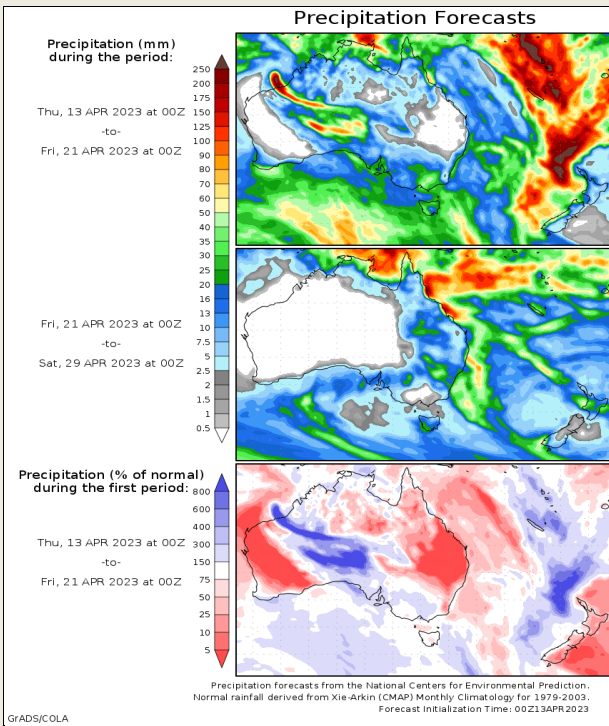 Precipitation Forecasts
Precipitation (mm)
during the period:
Thu, 13 APR 2023 at 00Z
-to-
Fri, 21 APR 2023 at 00Z
250
200
175
150
125
100
90
80
70
60
50
40
35
30
25
20
16
13
10
7.5
5
2.5
2
1.5
1
0.5
Fri, 21 APR 2023 at 00Z
-to-
Sat, 29 APR 2023 at 00Z
Precipitation (% of normal)
during the first period:
Thu, 13 APR 2023 at 00Z
-to-
Fri, 21 APR 2023 at 00Z
800
600
400
300
150
75
50
25
10
5
Precipitation forecasts from the National Centers for Environmental Prediction.
Normal rainfall derived from Xie-Arkin (CMAP) Monthly Climatology for 1979-2003.
Forecast Initialization Time: 00Z13APR2023
GrADS/COLA